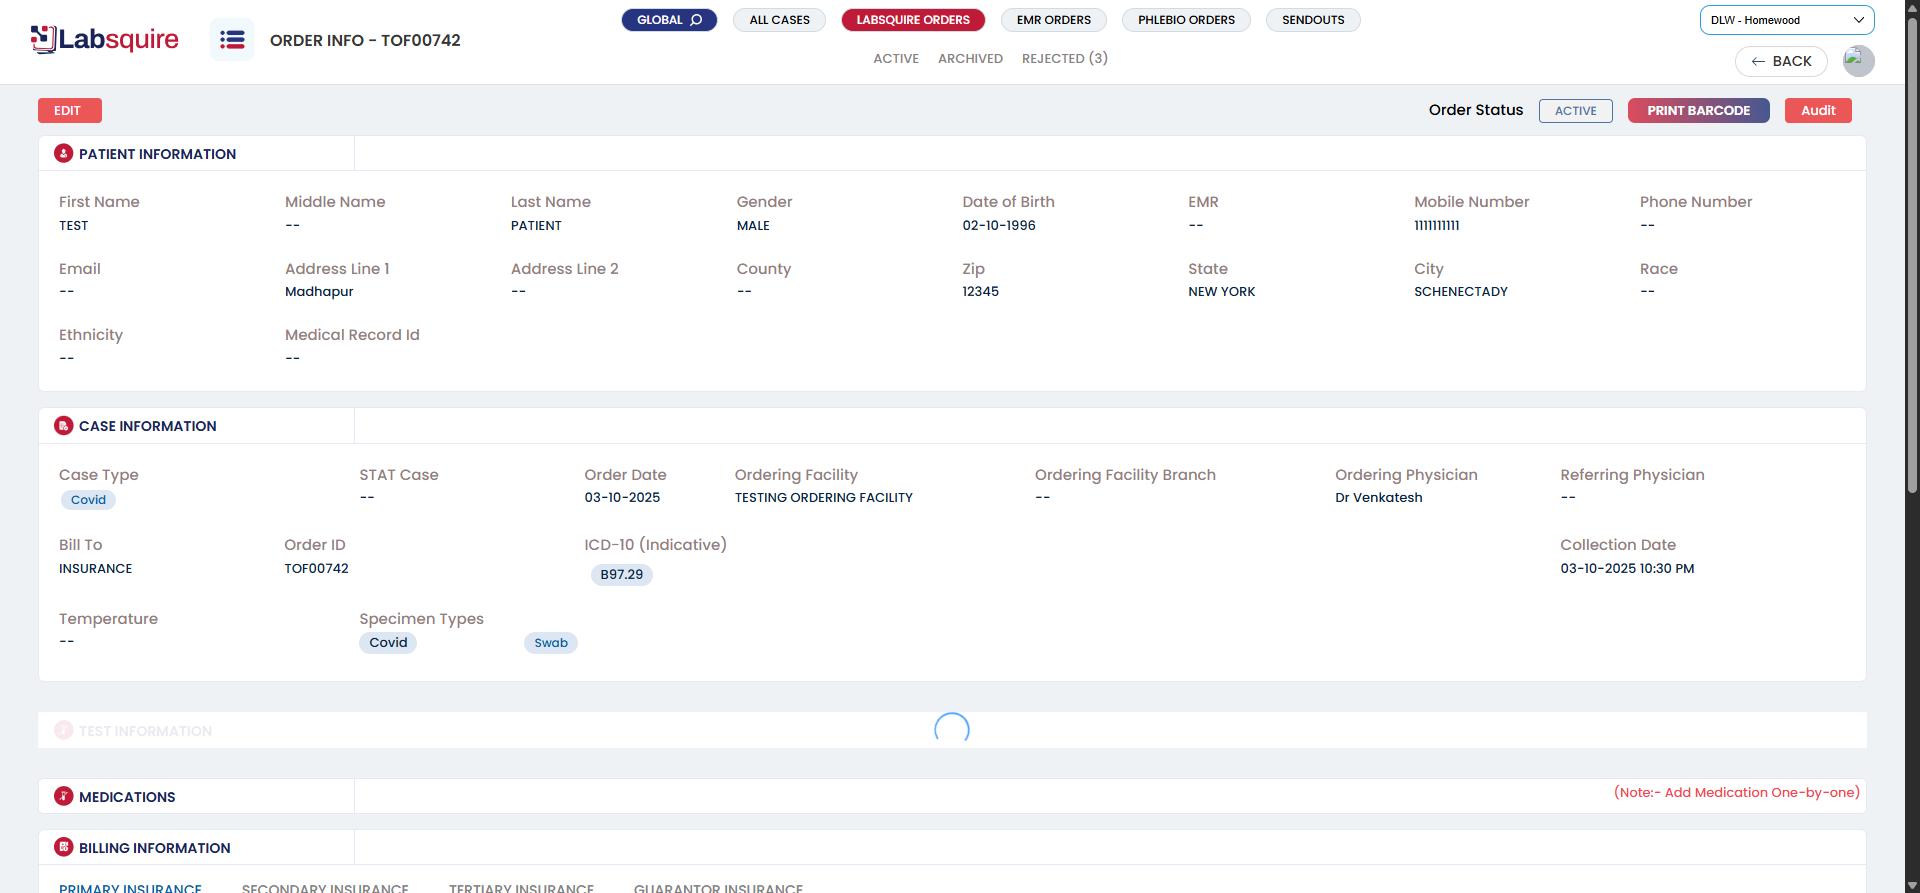 Labsquire
ORDER INFO - TOF00742
GLOBAL
ALL CASES
LABSQUIRE ORDERS
EMR ORDERS
PHLEBIO ORDERS
SENDOUTS
ACTIVE
ARCHIVED
REJECTED (3)
DLW - Homewood
BACK
EDIT
Order Status
ACTIVE
PRINT BARCODE
Audit
PATIENT INFORMATION
First Name Middle Name Last Name Gender Date of Birth EMR Mobile Number Phone Number
TEST -- PATIENT MALE 02-10-1996 -- 1111111111 --
Email Address Line 1 Address Line 2 County Zip State City Race
-- Madhapur -- -- 12345 NEW YORK SCHENECTADY --
Ethnicity Medical Record Id
-- --
CASE INFORMATION
Case Type STAT Case Order Date Ordering Facility Ordering Facility Branch Ordering Physician Referring Physician
Covid -- 03-10-2025 TESTING ORDERING FACILITY -- Dr Venkatesh --
Bill To Order ID ICD-10 (Indicative) Collection Date
INSURANCE TOF00742 B97.29 03-10-2025 10:30 PM
Temperature Specimen Types
-- Covid Swab
TEST INFORMATION
MEDICATIONS
(Note:- Add Medication One-by-one)
BILLING INFORMATION
PRIMARY INSURANCE SECONDARY INSURANCE TERTIARY INSURANCE GUARANTOR INSURANCE